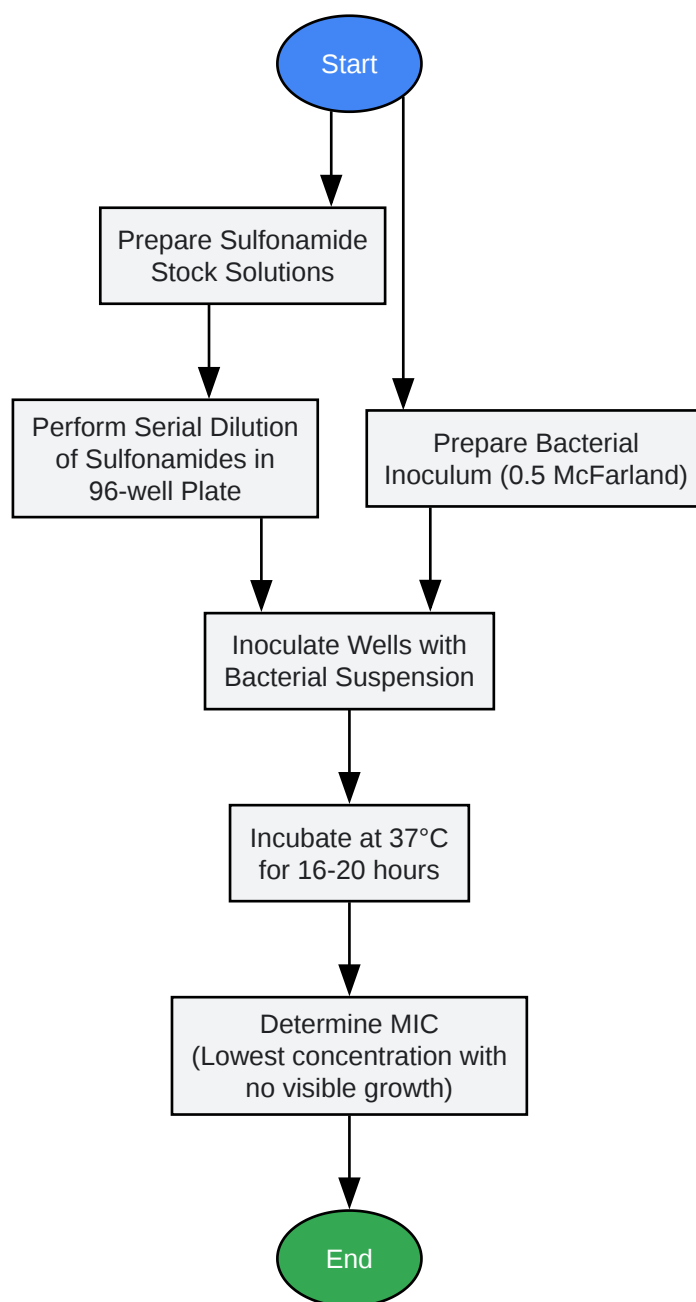 Start
Prepare Sulfonamide
Stock Solutions
Perform Serial Dilution
of Sulfonamides in
96-well Plate
Prepare Bacterial
Inoculum (0.5 McFarland)
Inoculate Wells with
Bacterial Suspension
Incubate at 37°C
for 16-20 hours
Determine MIC
(Lowest concentration with
no visible growth)
End